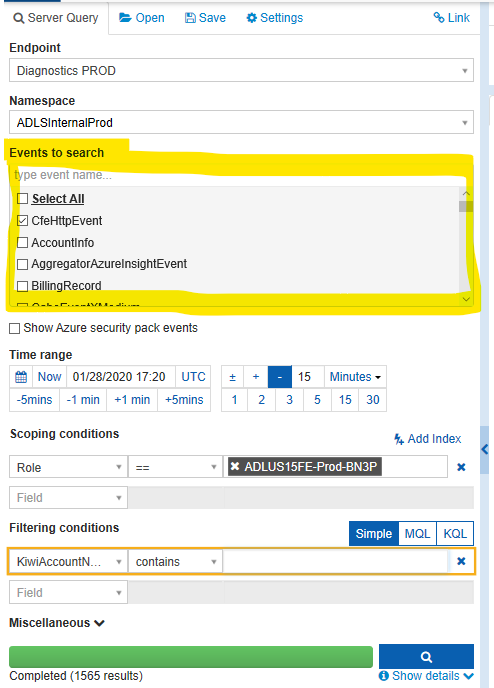 Server Query Open Save Settings Link
Endpoint
Diagnostics PROD
Namespace
ADLSInternalProd
Events to search
type event name...
Select All
CfeHttpEvent
AccountInfo
AggregatorAzureInsightEvent
BillingRecord
Show Azure security pack events
Time range
Now 01/28/2020 17:20 UTC ± + - 15 Minutes
-5mins -1 min +1 min +5mins 1 2 3 5 15 30
Scoping conditions
Add Index
Role == ADLUS15FE-Prod-BN3P
Field
Filtering conditions Simple MQL KQL
KiwiAccountN... contains
Field
Miscellaneous
Completed (1565 results) Show details